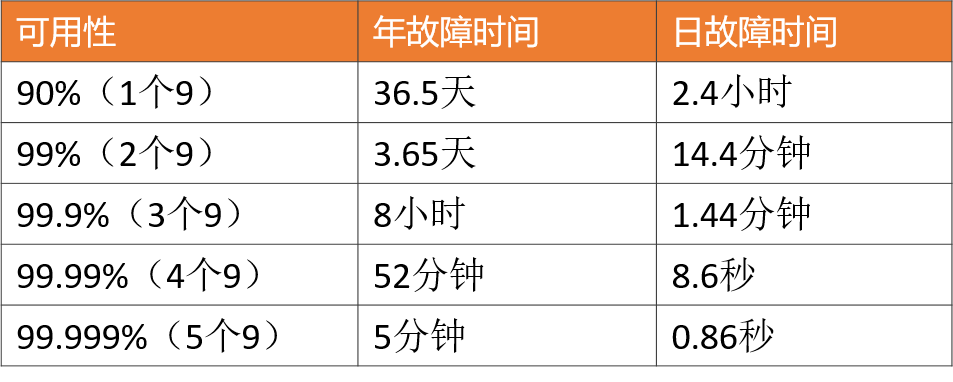 可用性 年故障时间 日故障时间
90%（1个9） 36.5天 2.4小时
99%（2个9） 3.65天 14.4分钟
99.9%（3个9） 8小时 1.44分钟
99.99%（4个9） 52分钟 8.6秒
99.999%（5个9） 5分钟 0.86秒